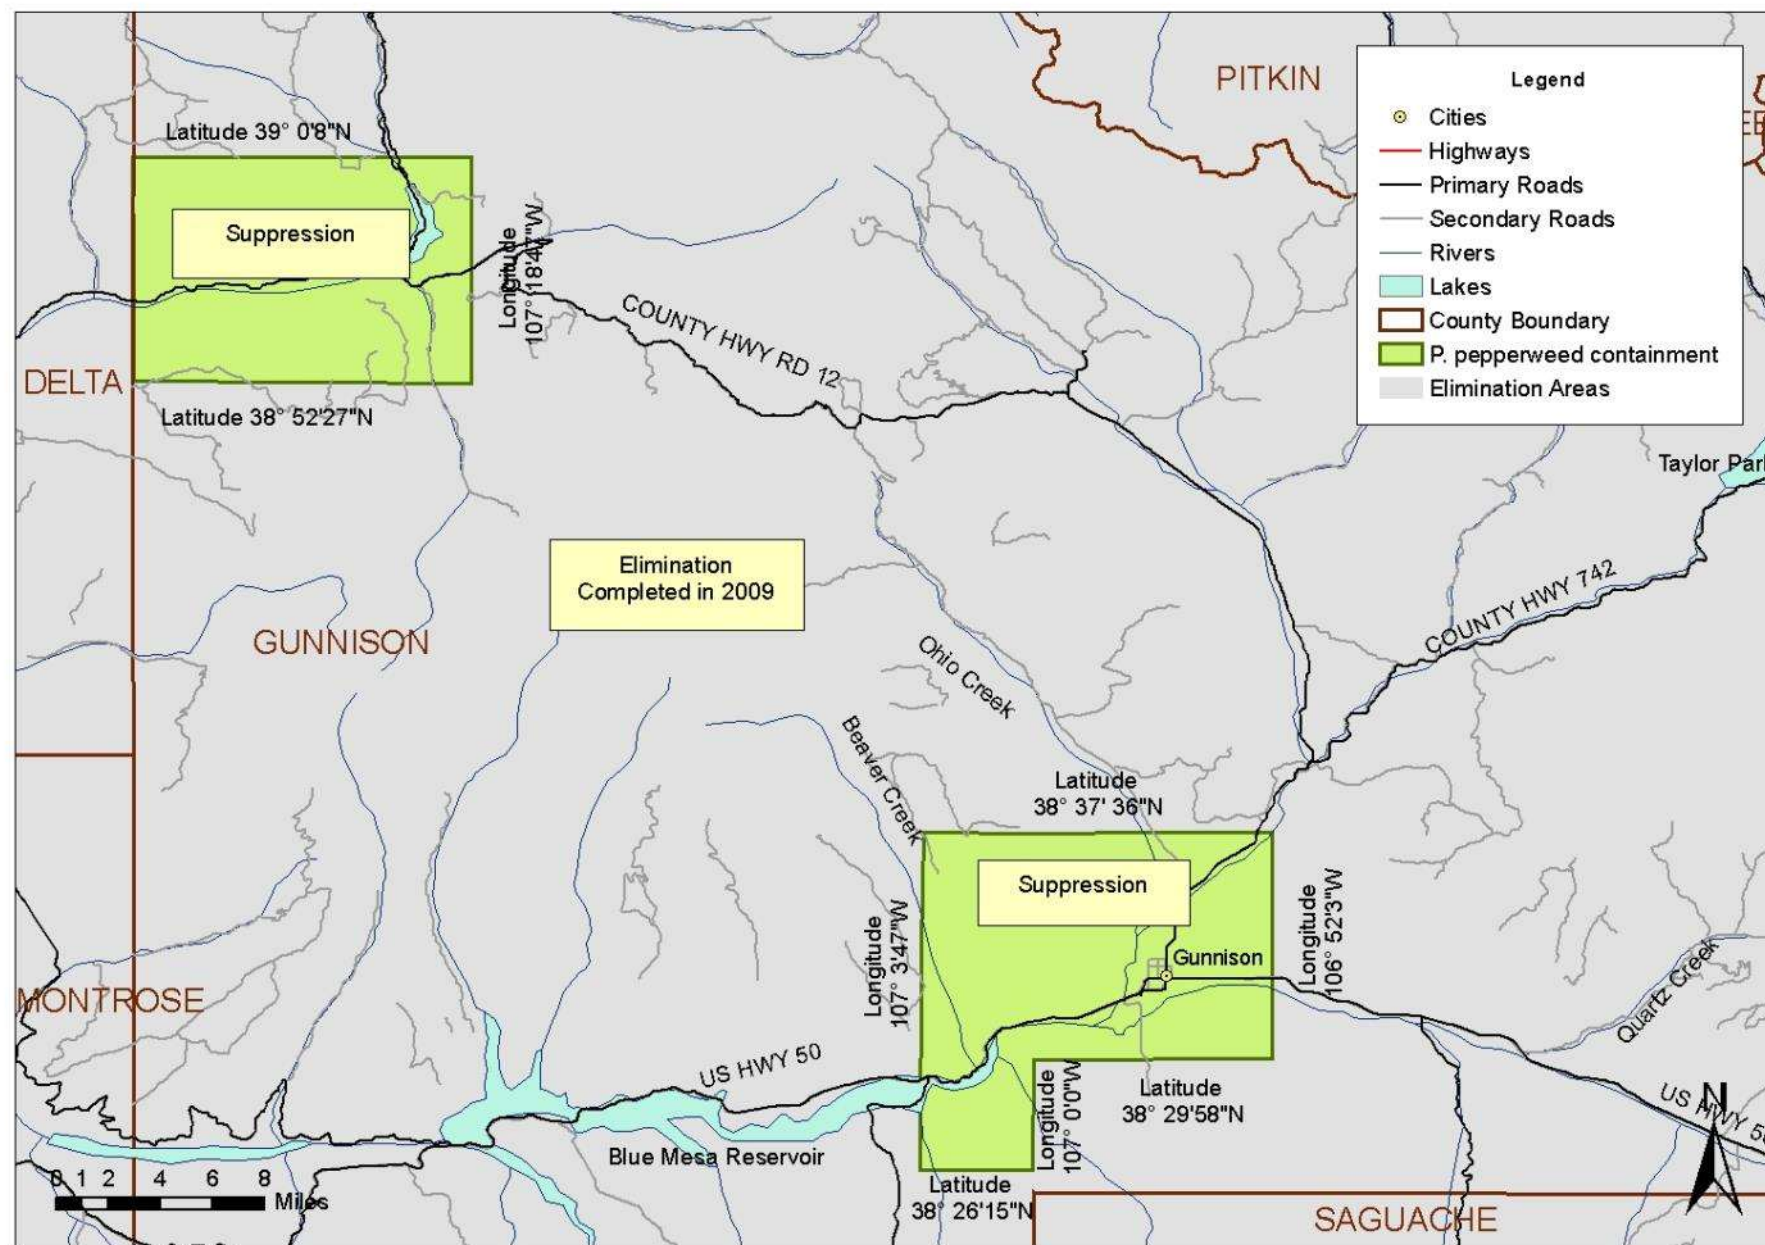 PITKIN
Legend
Cities
Highways
Primary Roads
Secondary Roads
Rivers
Lakes
County Boundary
P. pepperweed containment
Elimination Areas
Latitude 39° 0'8"N
Suppression
Longitude
107° 18'47"W
COUNTY HWY RD 12
DELTA
Latitude 38° 52'27"N
Taylor Park
Elimination
Completed in 2009
COUNTY HWY 742
GUNNISON
Ohio Creek
Beaver Creek
Latitude
38° 37' 36"N
Suppression
Longitude
107° 3'47"W
Gunnison
Longitude
106° 52'3"W
Quartz Creek
MONTROSE
US HWY 50
Longitude
107° 0'0"W
Latitude
38° 29'58"N
US HWY 50
N
Blue Mesa Reservoir
0 1 2 4 6 8
Miles
Latitude
38° 26'15"N
SAGUACHE